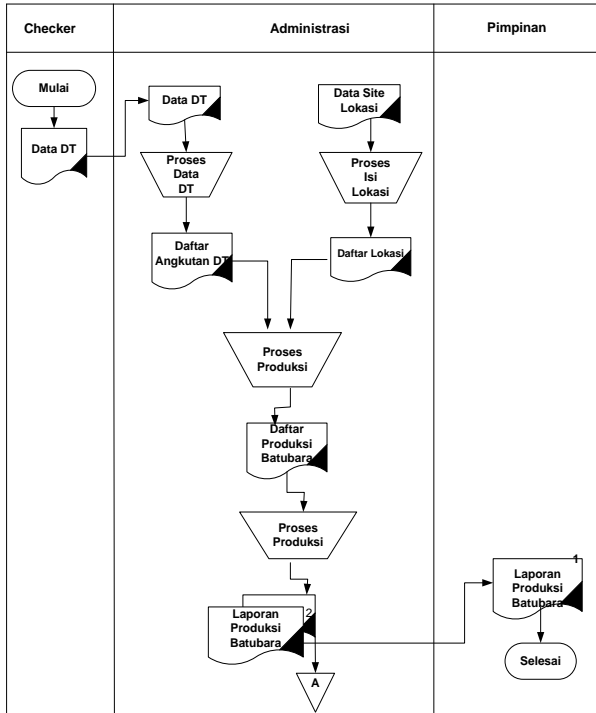 Checker
Administrasi
Pimpinan
Mulai
Data DT
Data DT
Data Site
Lokasi
Proses
Data
DT
Proses
Isi
Lokasi
Daftar
Angkutan DT
Daftar Lokasi
Proses
Produksi
Daftar
Produksi
Batubara
Proses
Produksi
2
Laporan
Produksi
Batubara
A
1
Laporan
Produksi
Batubara
Selesai